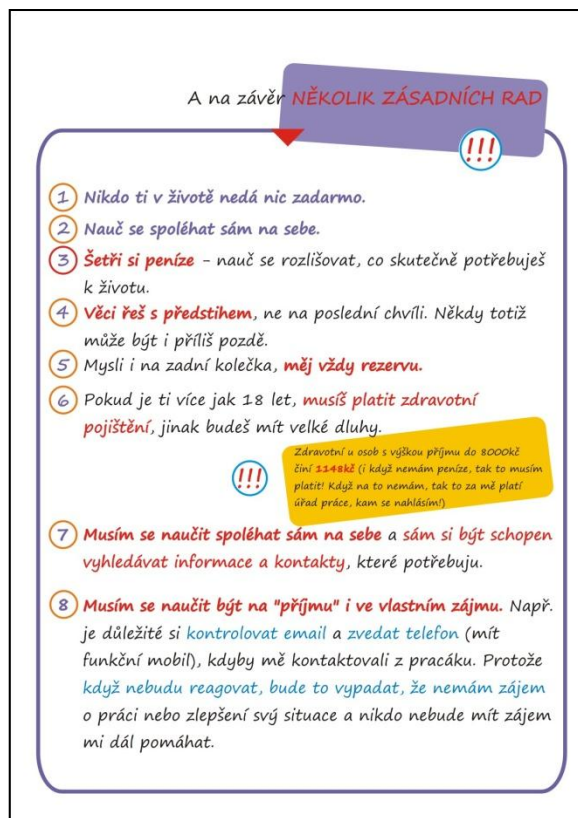 A na závěr NĚKOLIK ZÁSADNÍCH RAD
!!!
1 Nikdo ti v životě nedá nic zadarmo.
2 Nauč se spoléhat sám na sebe.
3 Šetři si peníze - nauč se rozlišovat, co skutečně potřebuješ
k životu.
4 Věci řeš s předstihem, ne na poslední chvíli. Někdy totiž
může být i příliš pozdě.
5 Mysli i na zadní kolečka, měj vždy rezervu.
6 Pokud je ti více jak 18 let, musíš platit zdravotní
pojištění, jinak budeš mít velké dluhy.
!!!
Zdravotní u osob s výškou příjmu do 8000kč
činí 1148kč (i když nemám peníze, tak to musím
platit! Když na to nemám, tak to za mě platí
úřad práce, kam se nahlásím!)
7 Musím se naučit spoléhat sám na sebe a sám si být schopen
vyhledávat informace a kontakty, které potřebuju.
8 Musím se naučit být na "příjmu" i ve vlastním zájmu. Např.
je důležité si kontrolovat email a zvedat telefon (mít
funkční mobil), kdyby mě kontaktovali z pracáku. Protože
když nebudu reagovat, bude to vypadat, že nemám zájem
o práci nebo zlepšení svý situace a nikdo nebude mít zájem
mi dál pomáhat.